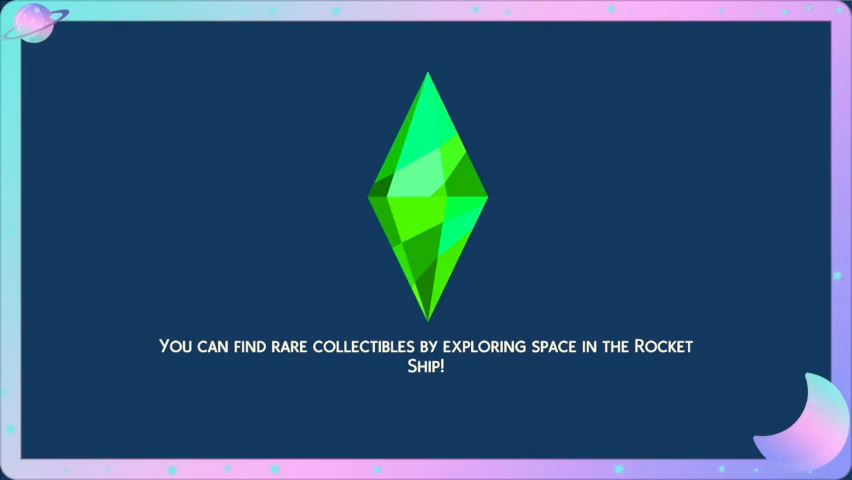 You can find rare collectibles by exploring space in the Rocket
Ship!